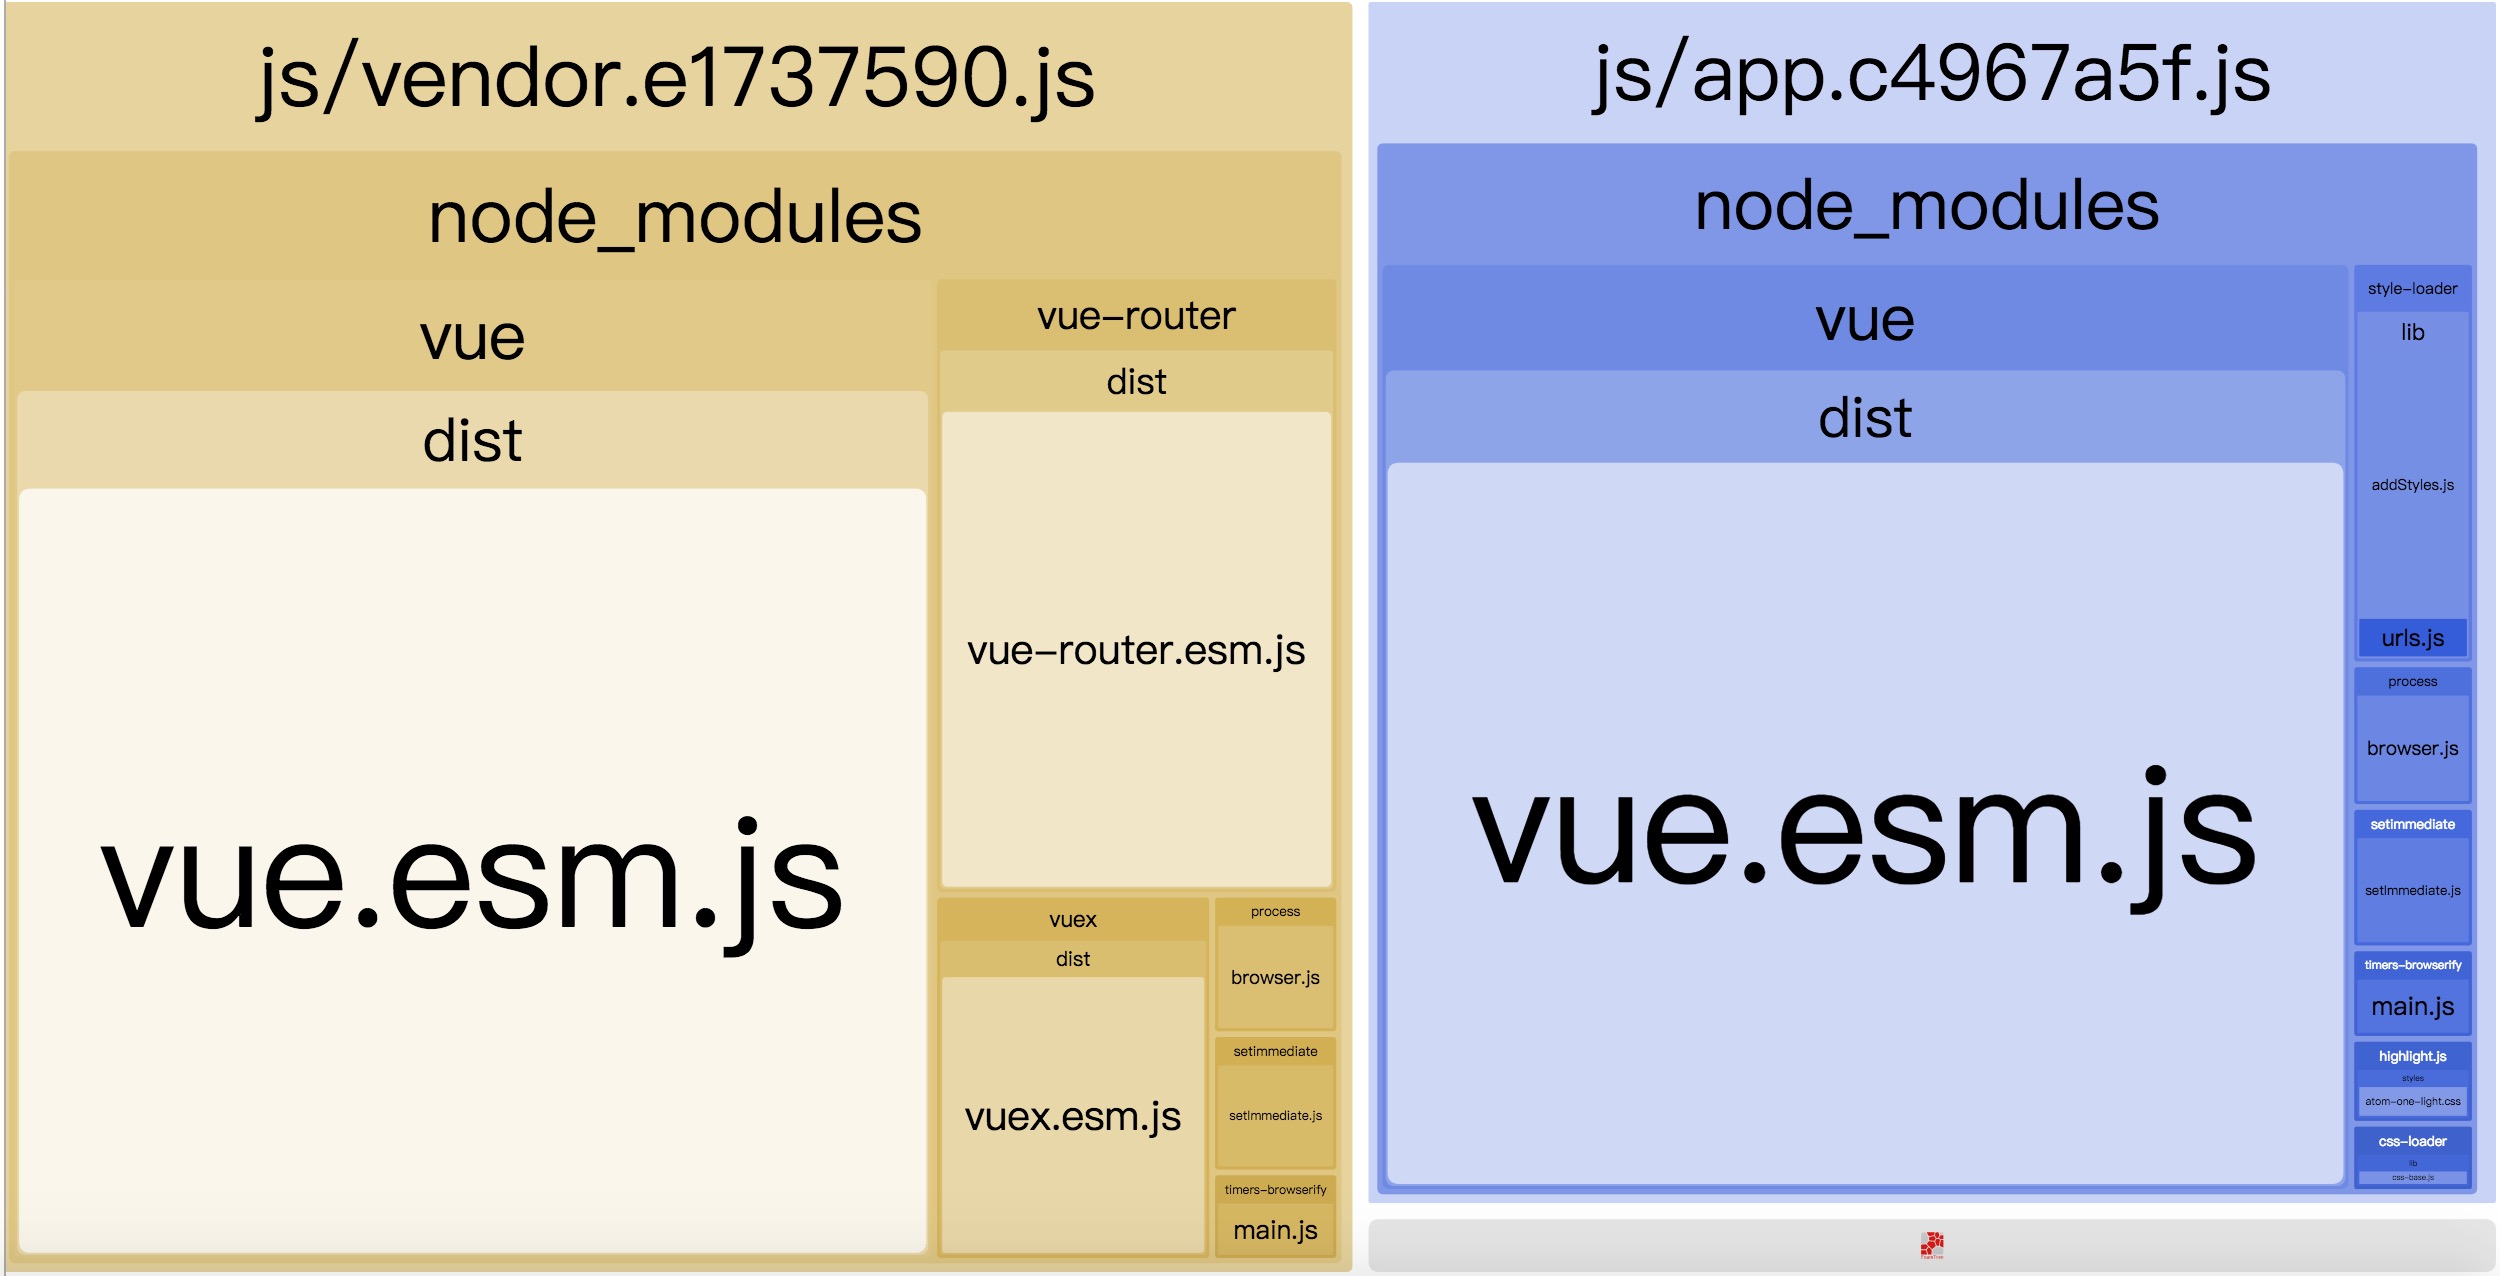 js/vendor.e1737590.js
node_modules
vue
dist
vue.esm.js
vue-router
dist
vue-router.esm.js
vuex
dist
vuex.esm.js
process
browser.js
setimmediate
setImmediate.js
timers-browserify
main.js
js/app.c4967a5f.js
node_modules
vue
dist
vue.esm.js
style-loader
lib
addStyles.js
urls.js
process
browser.js
setimmediate
setImmediate.js
timers-browserify
main.js
highlight.js
styles
atom-one-light.css
css-loader
lib
css-base.js
FoamTree